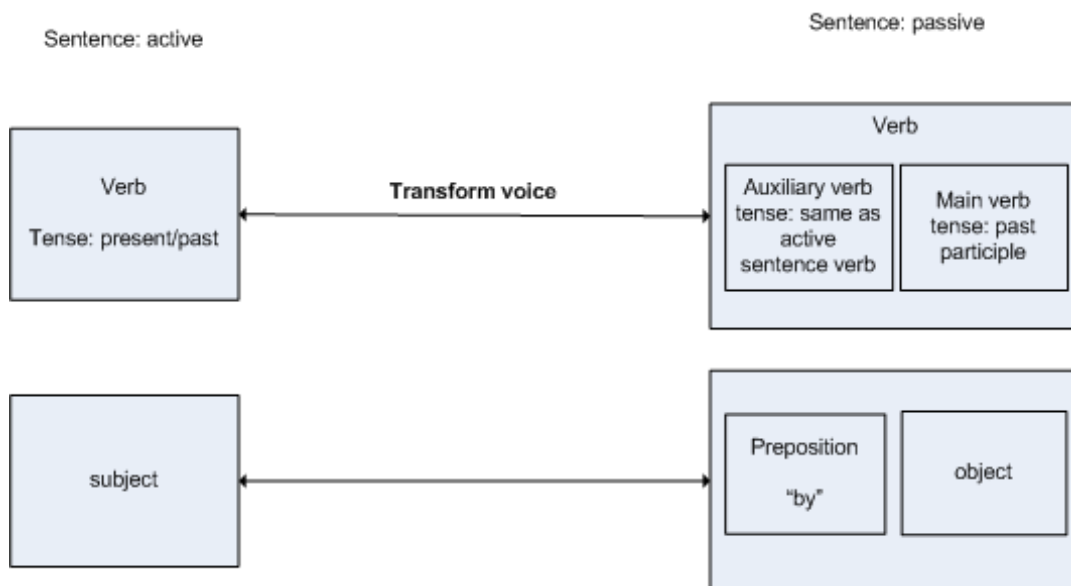 Sentence: active
Sentence: passive
Verb
Tense: present/past
Transform voice
Verb
Auxiliary verb
tense: same as
active
sentence verb
Main verb
tense: past
participle
subject
Preposition
“by”
object